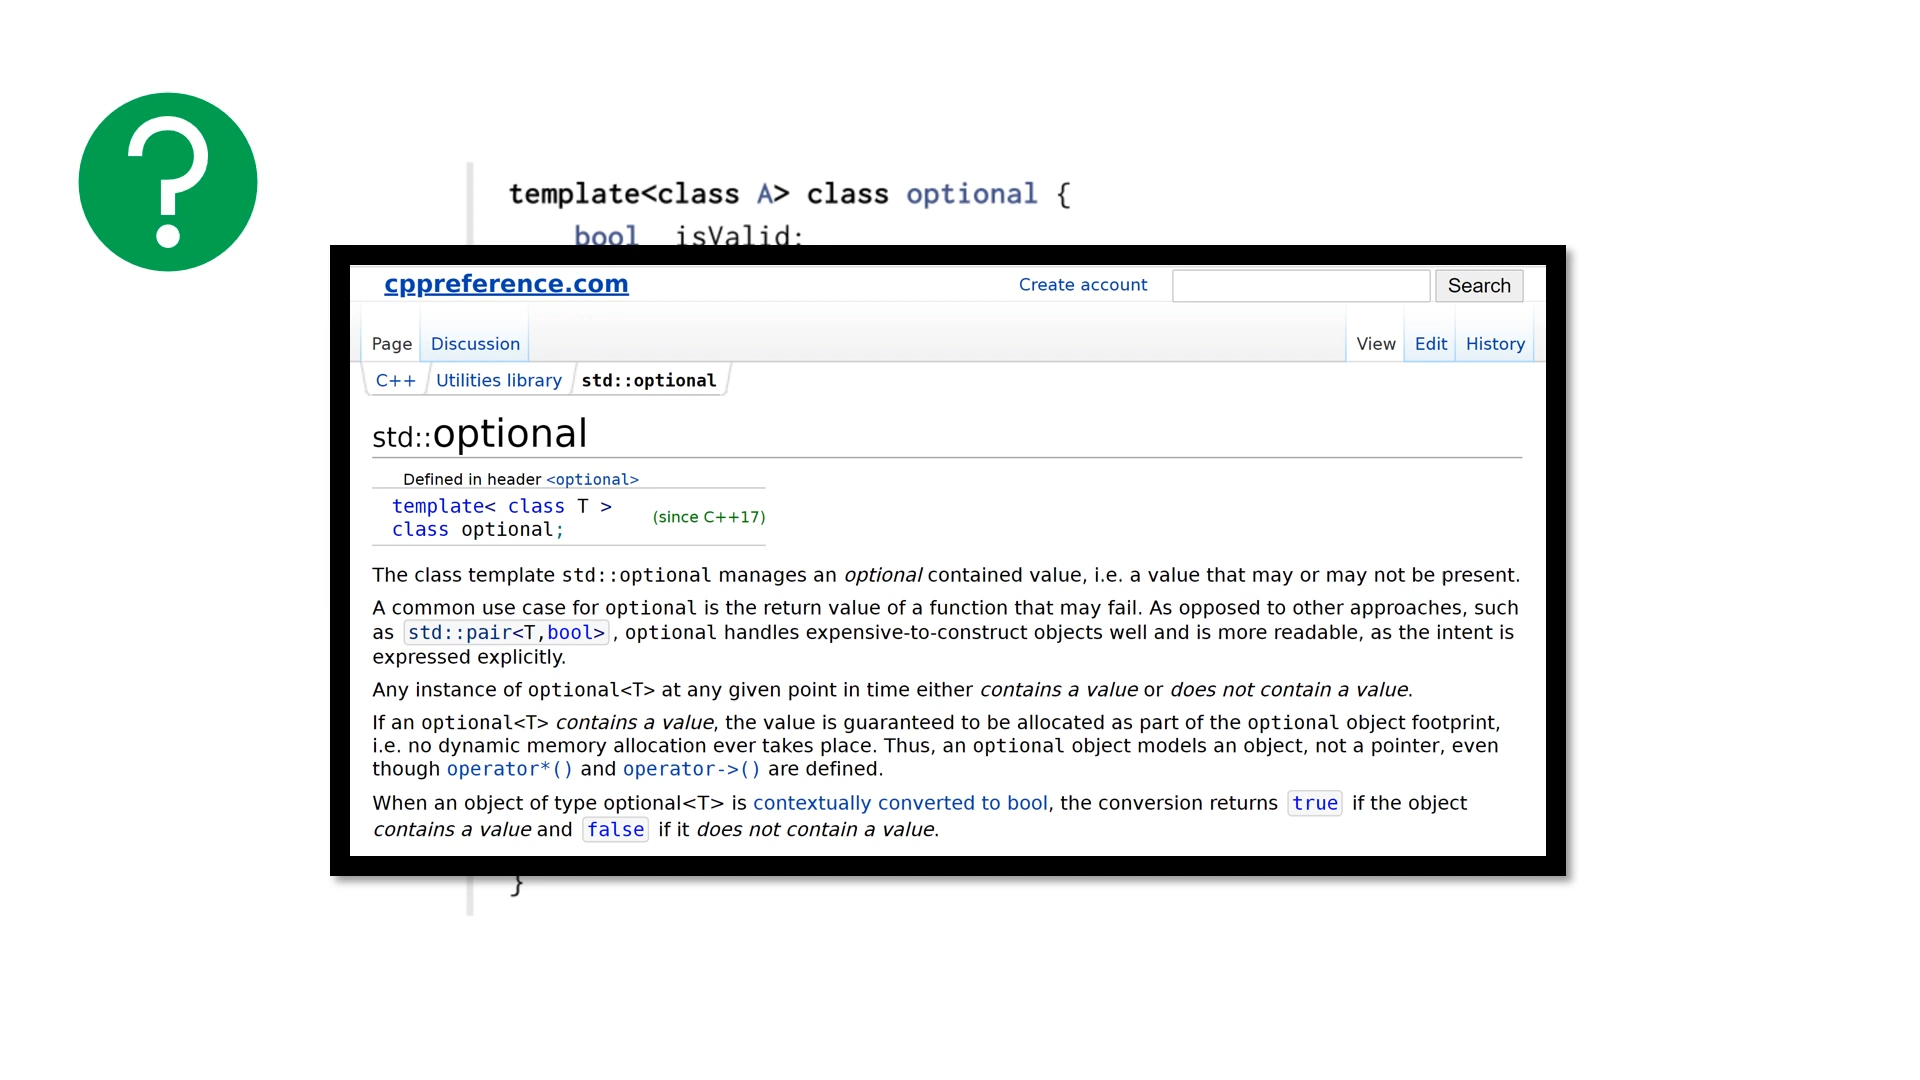 ?
template<class A> class optional {
bool _isValid;
cppreference.com
Create account
Search
Page
Discussion
View
Edit
History
C++
Utilities library
std::optional
std::optional
Defined in header <optional>
template< class T >
class optional;
(since C++17)
The class template std::optional manages an optional contained value, i.e. a value that may or may not be present.
A common use case for optional is the return value of a function that may fail. As opposed to other approaches, such
as std::pair<T,bool>, optional handles expensive-to-construct objects well and is more readable, as the intent is
expressed explicitly.
Any instance of optional<T> at any given point in time either contains a value or does not contain a value.
If an optional<T> contains a value, the value is guaranteed to be allocated as part of the optional object footprint,
i.e. no dynamic memory allocation ever takes place. Thus, an optional object models an object, not a pointer, even
though operator*() and operator->() are defined.
When an object of type optional<T> is contextually converted to bool, the conversion returns true if the object
contains a value and false if it does not contain a value.
}